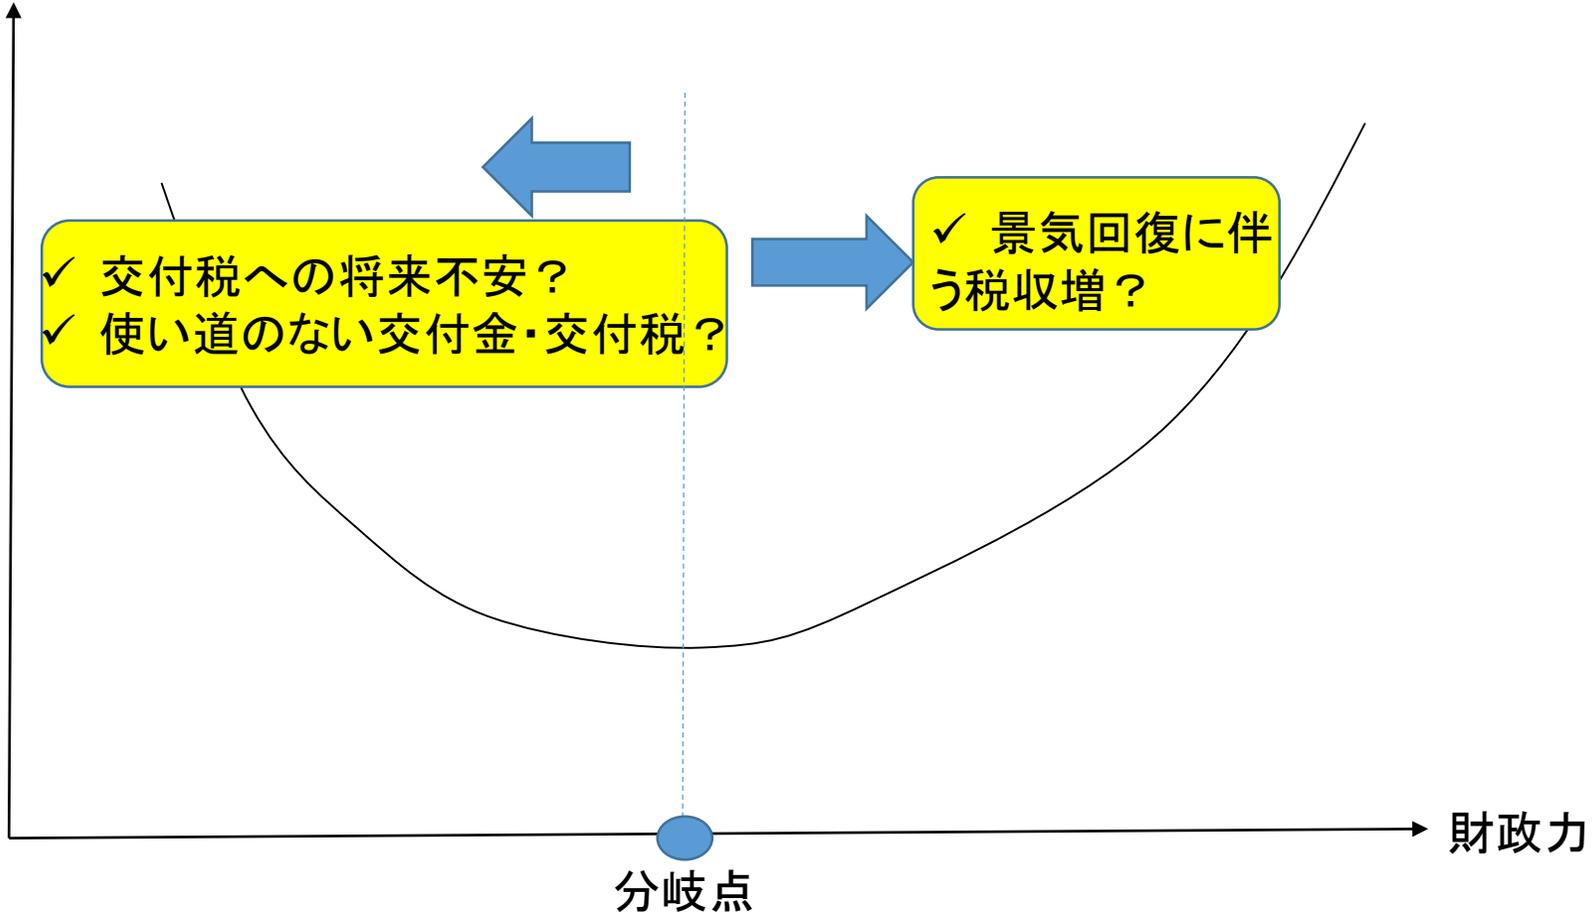 ✓ 交付税への将来不安？
✓ 使い道のない交付金・交付税？
✓ 景気回復に伴
う税収増？
財政力
分岐点